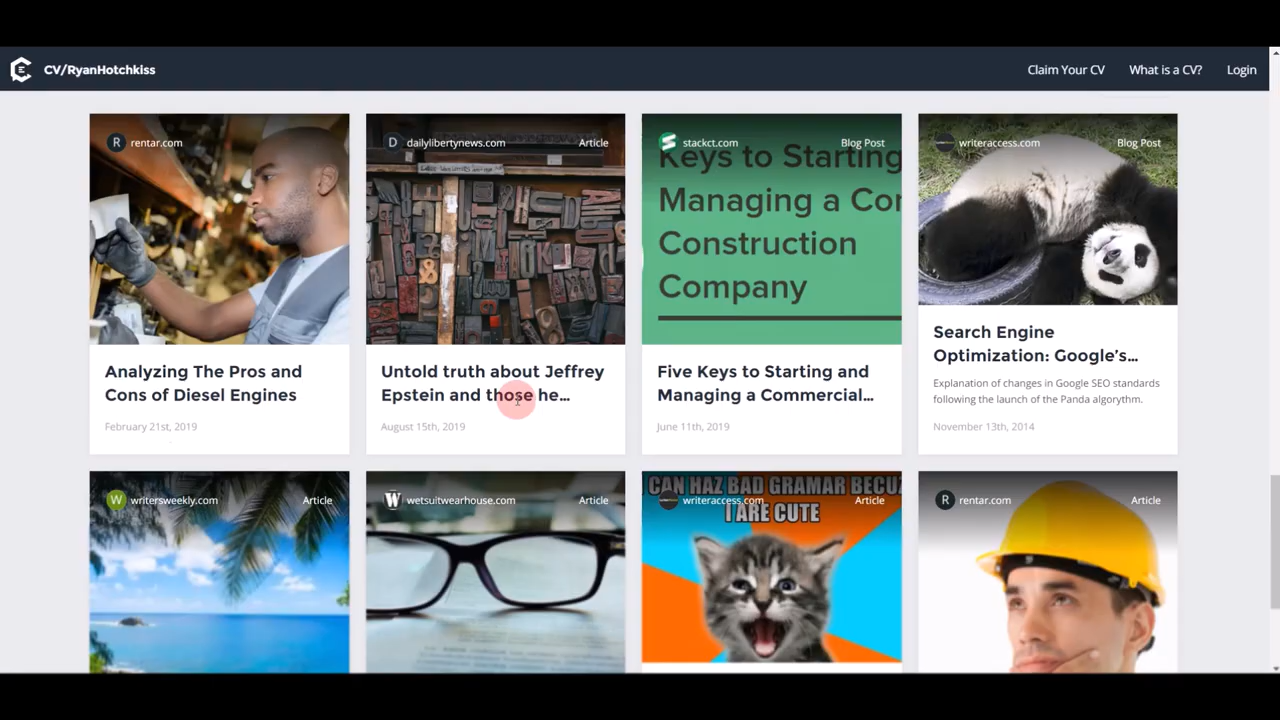 CV/RyanHotchkiss
Claim Your CV
What is a CV?
Login
R rentar.com
Analyzing The Pros and
Cons of Diesel Engines
February 21st, 2019
D dailylibertynews.com
Article
Untold truth about Jeffrey
Epstein and those he...
August 15th, 2019
stackct.com
Blog Post
Keys to Starting
Managing a Co
Construction
Company
Five Keys to Starting and
Managing a Commercial...
June 11th, 2019
writeraccess.com
Blog Post
Search Engine
Optimization: Google's...
Explanation of changes in Google SEO standards
following the launch of the Panda algorythm.
November 13th, 2014
W writersweekly.com
Article
W wetsuitwearhouse.com
Article
writeraccess.com
Article
I CAN HAZ BAD GRAMAR BECUZ
I ARE CUTE
R rentar.com
Article